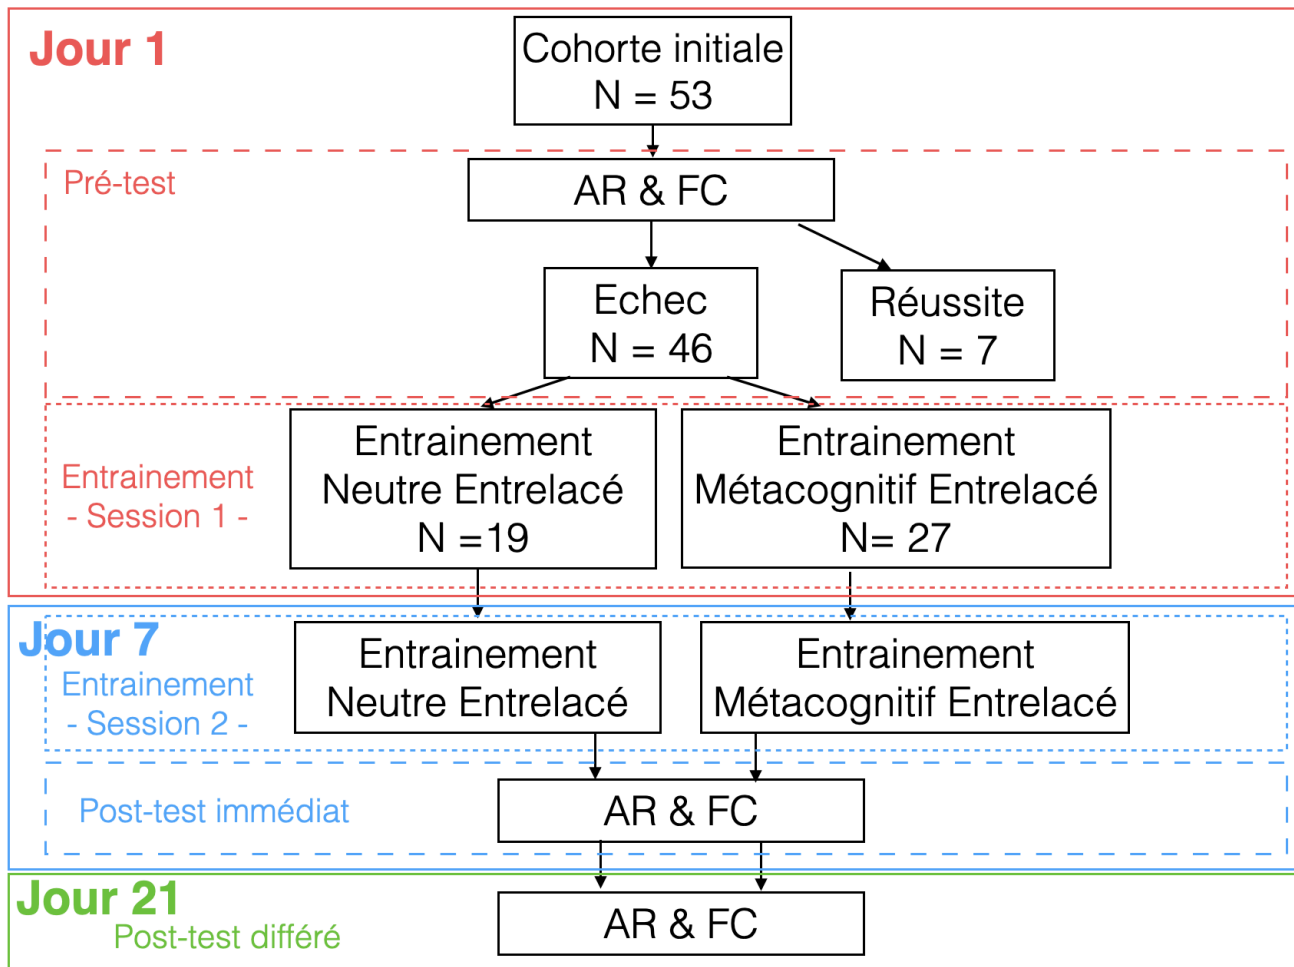 Jour 1
Cohorte initiale
N = 53
Pré-test
AR & FC
Echec
N = 46
Réussite
N = 7
Entrainement
- Session 1 -
Entrainement
Neutre Entrelacé
N =19
Entrainement
Métacognitif Entrelacé
N= 27
Jour 7
Entrainement
- Session 2 -
Entrainement
Neutre Entrelacé
Entrainement
Métacognitif Entrelacé
Post-test immédiat
AR & FC
Jour 21
Post-test différé
AR & FC